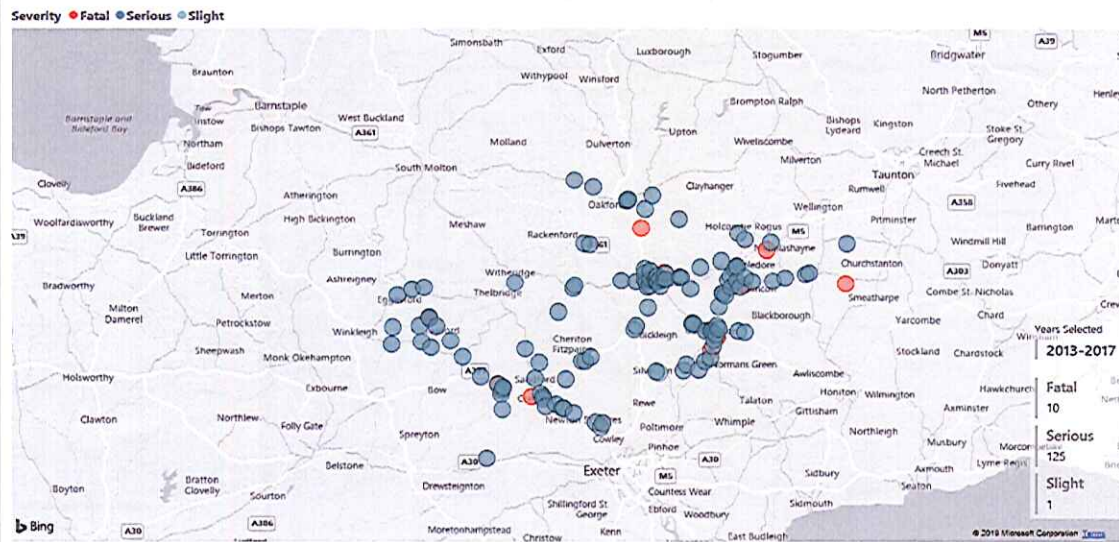 Severity Fatal Serious Slight
Simonsbath
Exford
Luxborough
Stogumber
M5
A39
Bridgwater
Braunton
Withypool
Winsford
North Petherton
Othery
Barnstaple
Brompton Ralph
Instow
Barnstaple and
Bideford Bay
Bishops Tawton
West Buckland
A361
Upton
Bishops
Lydeard
Kingston
Stoke St.
Gregory
Northam
Molland
Dulverton
Wiveliscombe
Creech St.
Michael
Bideford
South Molton
Milverton
Curry Rivel
Taunton
Clovelly
A386
Clayhanger
Rumwell
Fivehead
Atherington
A358
Woolfardisworthy
Buckland
Brewer
High Bickington
Wellington
Pitminster
Barrington
A39
Torrington
Meshaw
Rackenford
Holcombe Rogus
M5
Windmill Hill
Little Torrington
Burrington
Churchstanton
Donyatt
A303
Witheridge
Bradworthy
Ashreigney
Thelbridge
Combe St. Nicholas
Merton
Smeatharpe
Milton
Damerel
Petrockstow
Blackborough
Yarcombe
Chard
Winkleigh
Cheriton
Fitzpaine
Years Selected
2013-2017
Sheepwash
Monk Okehampton
Stockland
Chardstock
Holsworthy
Exbourne
Bow
Awliscombe
Honiton
Wilmington
Hawkchurch
Fatal
10
Clawton
Northlew
Folly Gate
Rewe
Talaton
Gittisham
Axminster
Spreyton
Poltimore
Whimple
Northleigh
Serious
125
Cowley
Pinhoe
Musbury
Belstone
A30
Exeter
A30
Sidbury
Axmouth
Lyme Regis
Boyton
Bratton
Clovelly
Drewsteignton
M5
Countess Wear
Seaton
Slight
1
Sourton
Shillingford St.
George
Ebford
Woodbury
Sidmouth
Bing
A30
A386
Moretonhampstead
Christow
Kenn
East Budleigh
© 2019 Microsoft Corporation